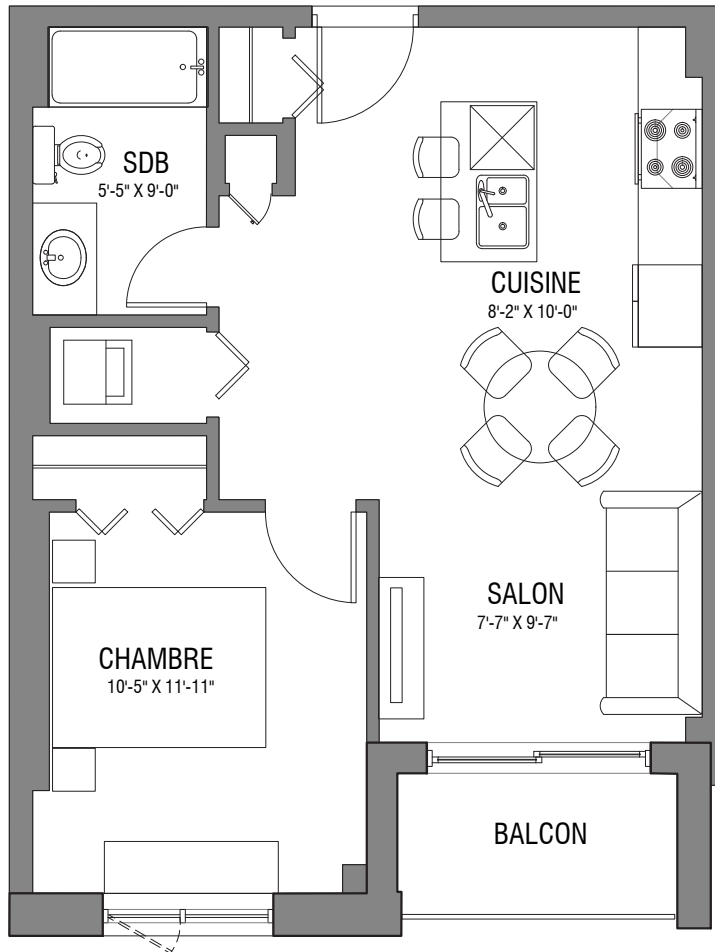 SDB
5'-5" X 9'-0"
CUISINE
8'-2" X 10'-0"
SALON
7'-7" X 9'-7"
CHAMBRE
10'-5" X 11'-11"
BALCON